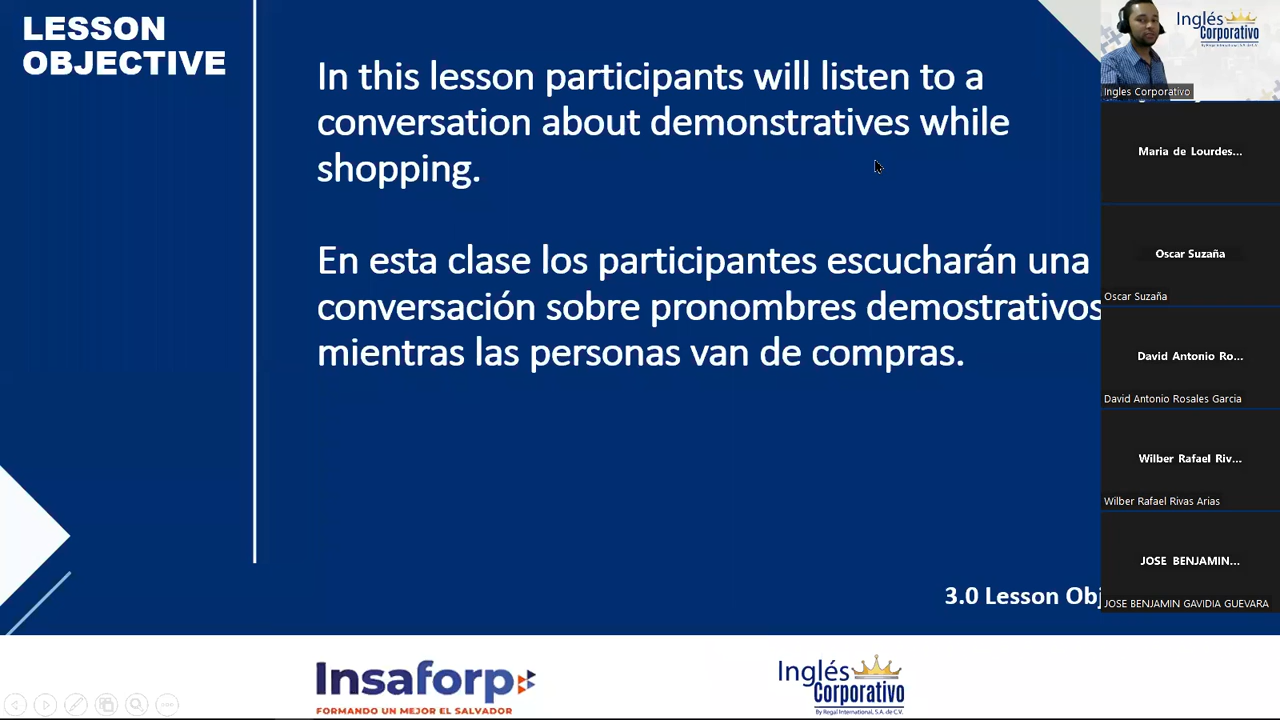 LESSON
OBJECTIVE
In this lesson participants will listen to a
conversation about demonstratives while
shopping.
En esta clase los participantes escucharán una
conversación sobre pronombres demostrativos
mientras las personas van de compras.
3.0 Lesson Obj
Insaforp
FORMANDO UN MEJOR EL SALVADOR
Inglés
Corporativo
By Regal International, S.A. de C.V.
Inglés
Corporativo
Ingles Corporativo
Maria de Lourdes...
Oscar Suzaña
Oscar Suzaña
David Antonio Ro...
David Antonio Rosales Garcia
Wilber Rafael Riv...
Wilber Rafael Rivas Arias
JOSE BENJAMIN...
JOSE BENJAMIN GAVIDIA GUEVARA